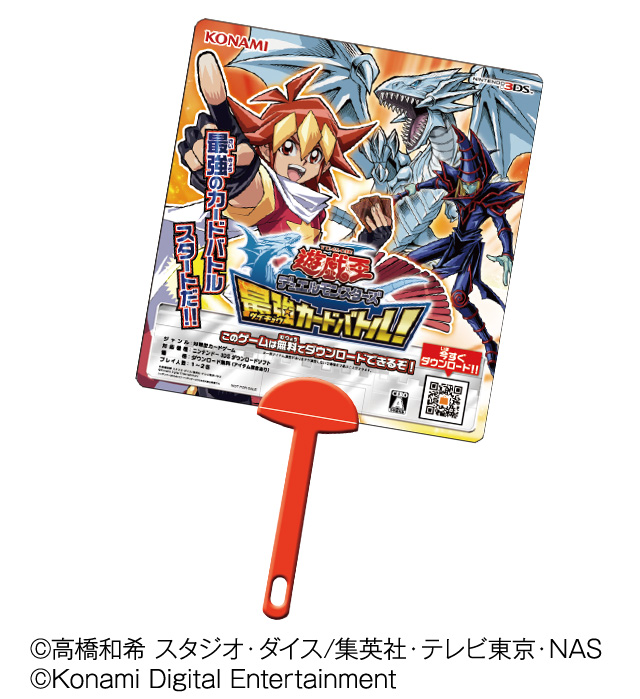 KONAMI
NINTENDO 3DS
最強のカードバトル
スタートだ!!
遊戯王
デュエルモンスターズ
最強☆カードバトル!
サイキョウ
このゲームは無料でダウンロードできるぞ!
今すぐ
ダウンロード!!
ジャンル 対戦型カードゲーム
対応機種 ニンテンドー3DSダウンロードソフト
ダウンロード無料(アイテム課金あり)
プレイ人数 1~2名
NOT FOR SALE
CERO
A
©高橋和希 スタジオ・ダイス/集英社・テレビ東京・NAS
©Konami Digital Entertainment